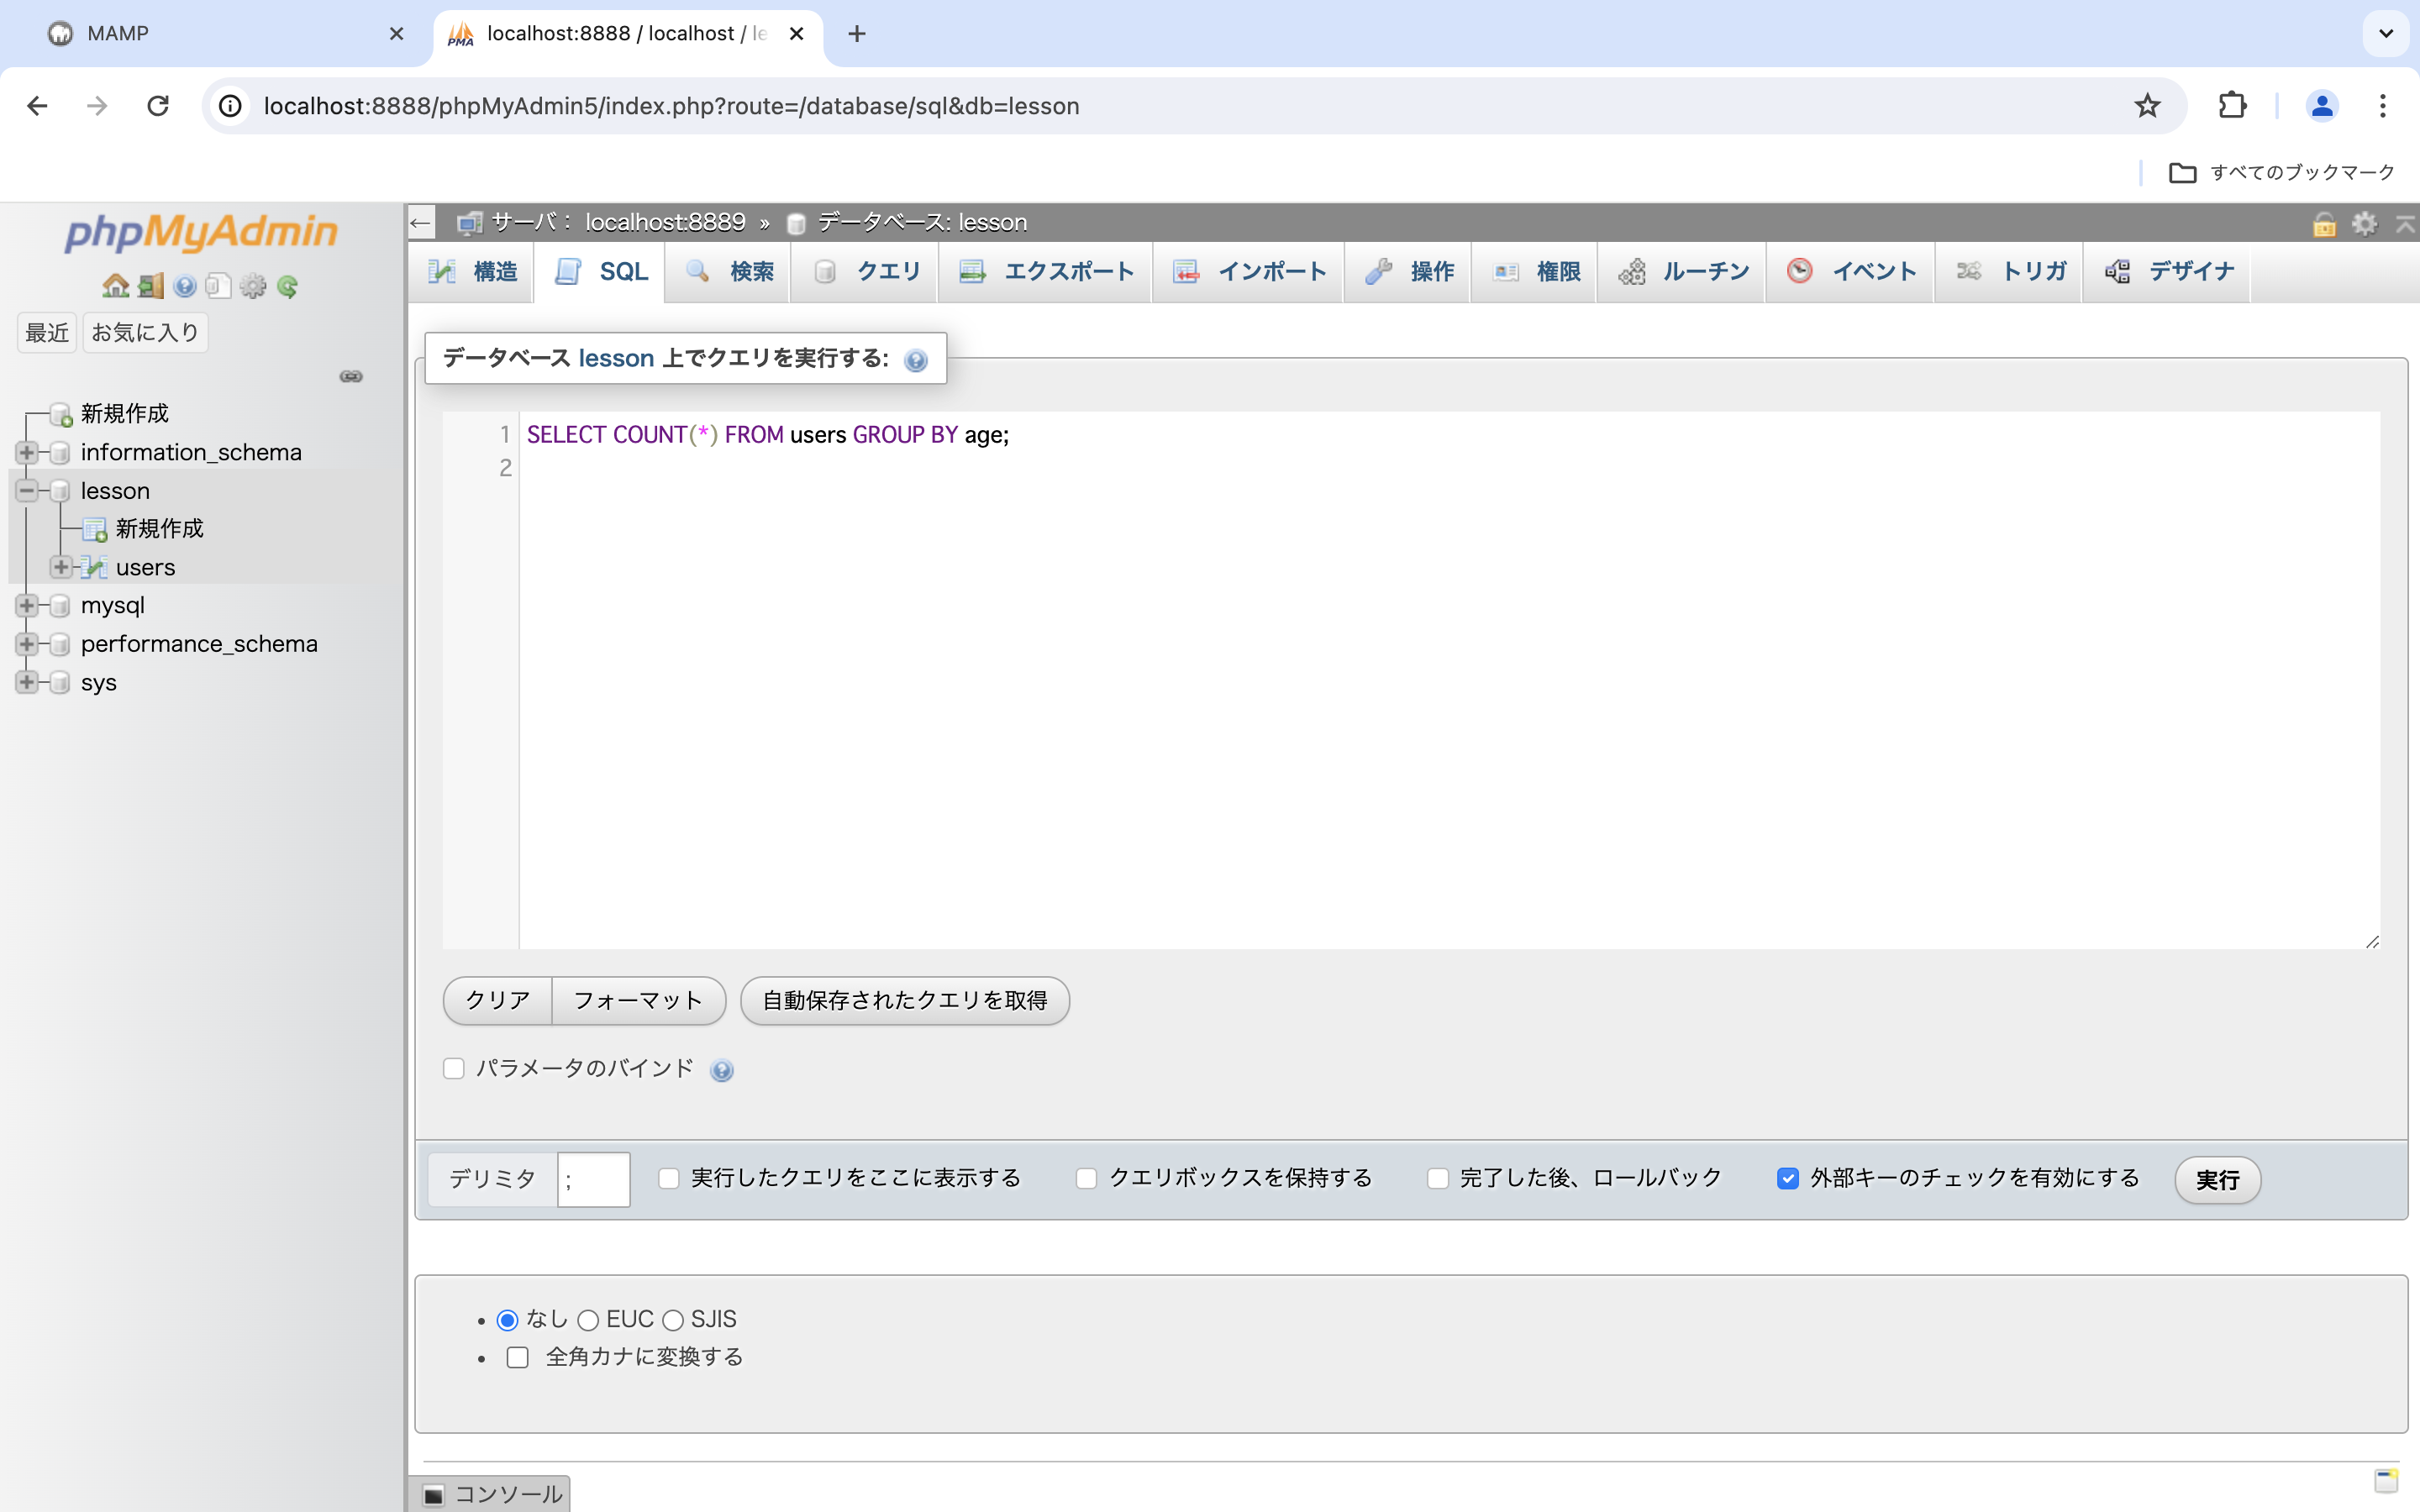 MAMP
localhost:8888 / localhost / le
localhost:8888/phpMyAdmin5/index.php?route=/database/sql&db=lesson
すべてのブックマーク
phpMyAdmin
最近 お気に入り
新規作成
information_schema
lesson
新規作成
users
mysql
performance_schema
sys
サーバ： localhost:8889 » データベース: lesson
構造 SQL 検索 クエリ エクスポート インポート 操作 権限 ルーチン イベント トリガ デザイナ
データベース lesson 上でクエリを実行する:
1 SELECT COUNT(*) FROM users GROUP BY age;
2
クリア フォーマット 自動保存されたクエリを取得
パラメータのバインド
デリミタ ; 実行したクエリをここに表示する クエリボックスを保持する 完了した後、ロールバック 外部キーのチェックを有効にする 実行
なし EUC SJIS
全角カナに変換する
コンソール